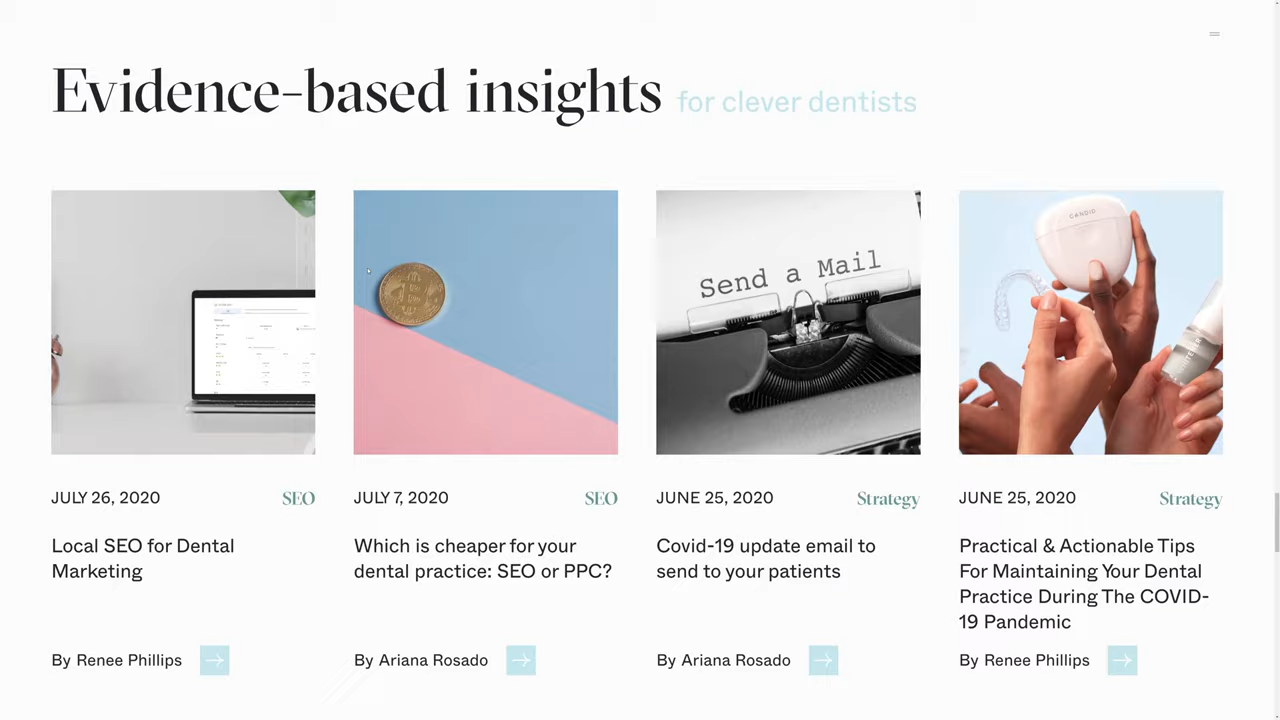 Evidence-based insights for clever dentists
Send a Mail
CANDID
JULY 26, 2020 SEO
JULY 7, 2020 SEO
JUNE 25, 2020 Strategy
JUNE 25, 2020 Strategy
Local SEO for Dental
Marketing
Which is cheaper for your
dental practice: SEO or PPC?
Covid-19 update email to
send to your patients
Practical & Actionable Tips
For Maintaining Your Dental
Practice During The COVID-
19 Pandemic
By Renee Phillips
By Ariana Rosado
By Ariana Rosado
By Renee Phillips